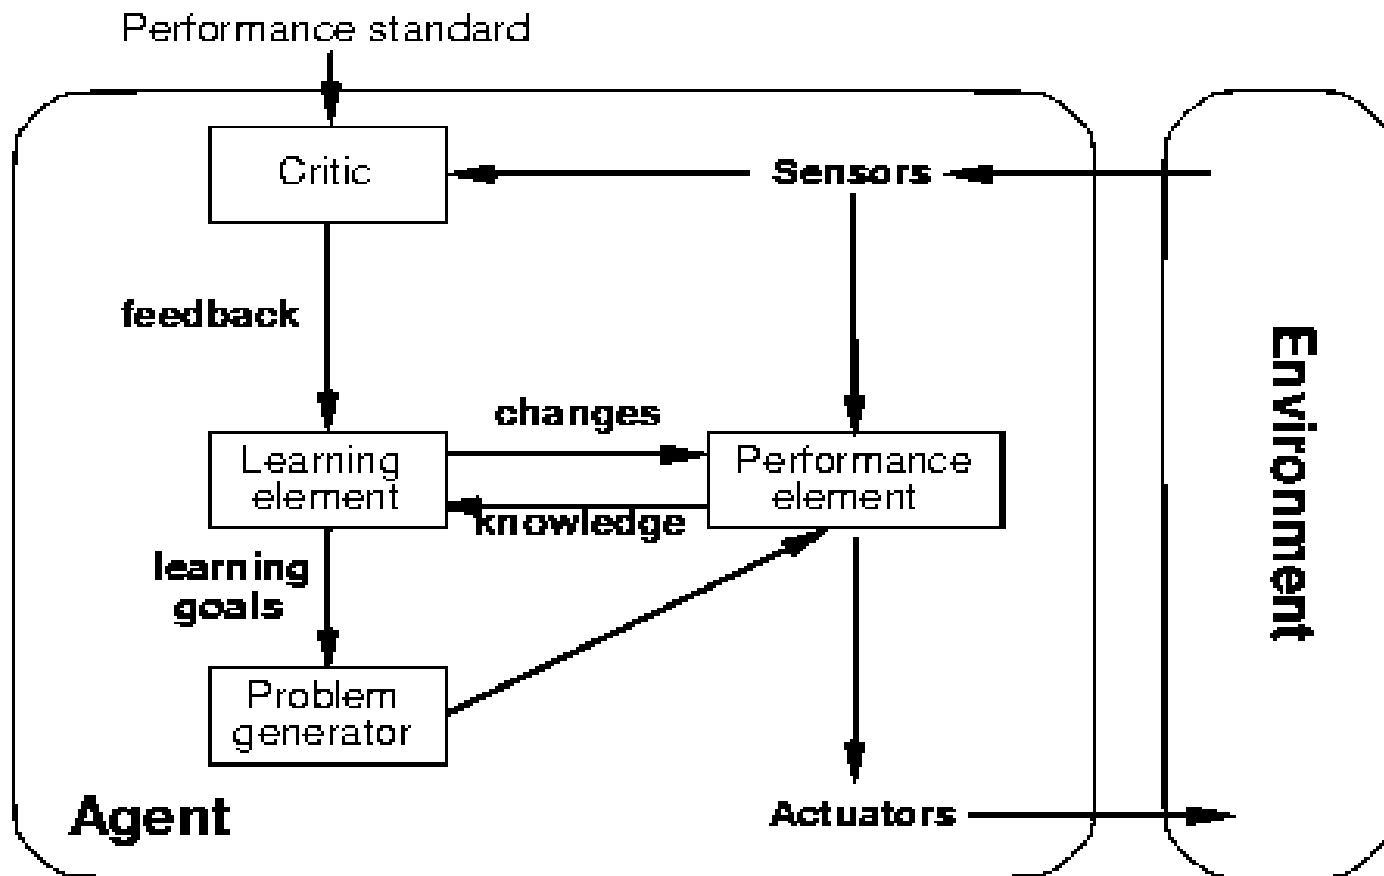 Performance standard
Critic
Sensors
feedback
changes
Learning
element
Performance
element
knowledge
learning
goals
Problem
generator
Agent
Actuators
Environment